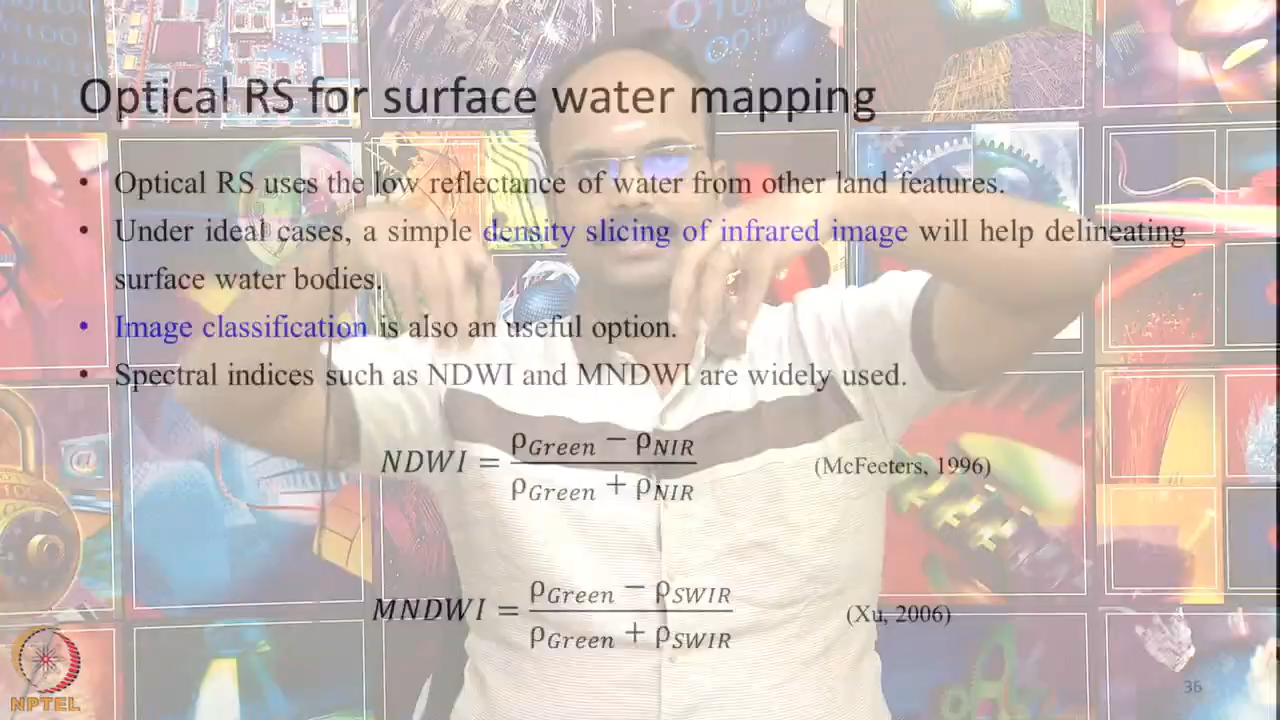 Optical RS for surface water mapping
• Optical RS uses the low reflectance of water from other land features.
• Under ideal cases, a simple density slicing of infrared image will help delineating
surface water bodies.
• Image classification is also an useful option.
• Spectral indices such as NDWI and MNDWI are widely used.
NDWI = (ρGreen − ρNIR) / (ρGreen + ρNIR) (McFeeters, 1996)
MNDWI = (ρGreen − ρSWIR) / (ρGreen + ρSWIR) (Xu, 2006)
36
NPTEL
@